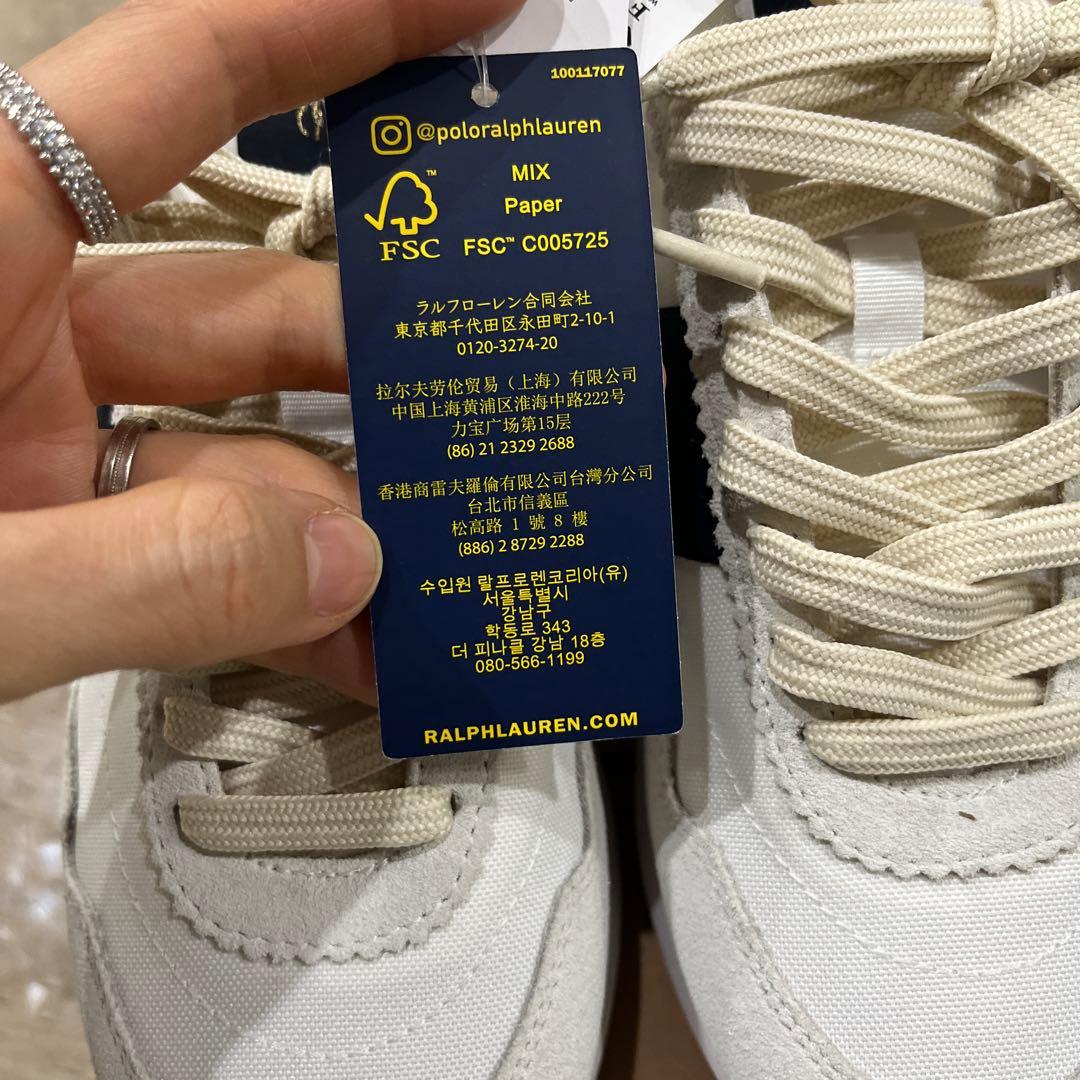 100117077
@poloralphlauren
MIX
Paper
FSC™ C005725
FSC
ラルフローレン合同会社
東京都千代田区永田町2-10-1
0120-3274-20
拉尔夫劳伦贸易（上海）有限公司
中国上海黄浦区淮海中路222号
力宝广场第15层
(86) 21 2329 2688
香港商雷夫羅倫有限公司台灣分公司
台北市信義區
松高路 1 號 8 樓
(886) 2 8729 2288
수입원 랄프로렌코리아(유)
서울특별시
강남구
학동로 343
더 피나클 강남 18층
080-566-1199
RALPHLAUREN.COM